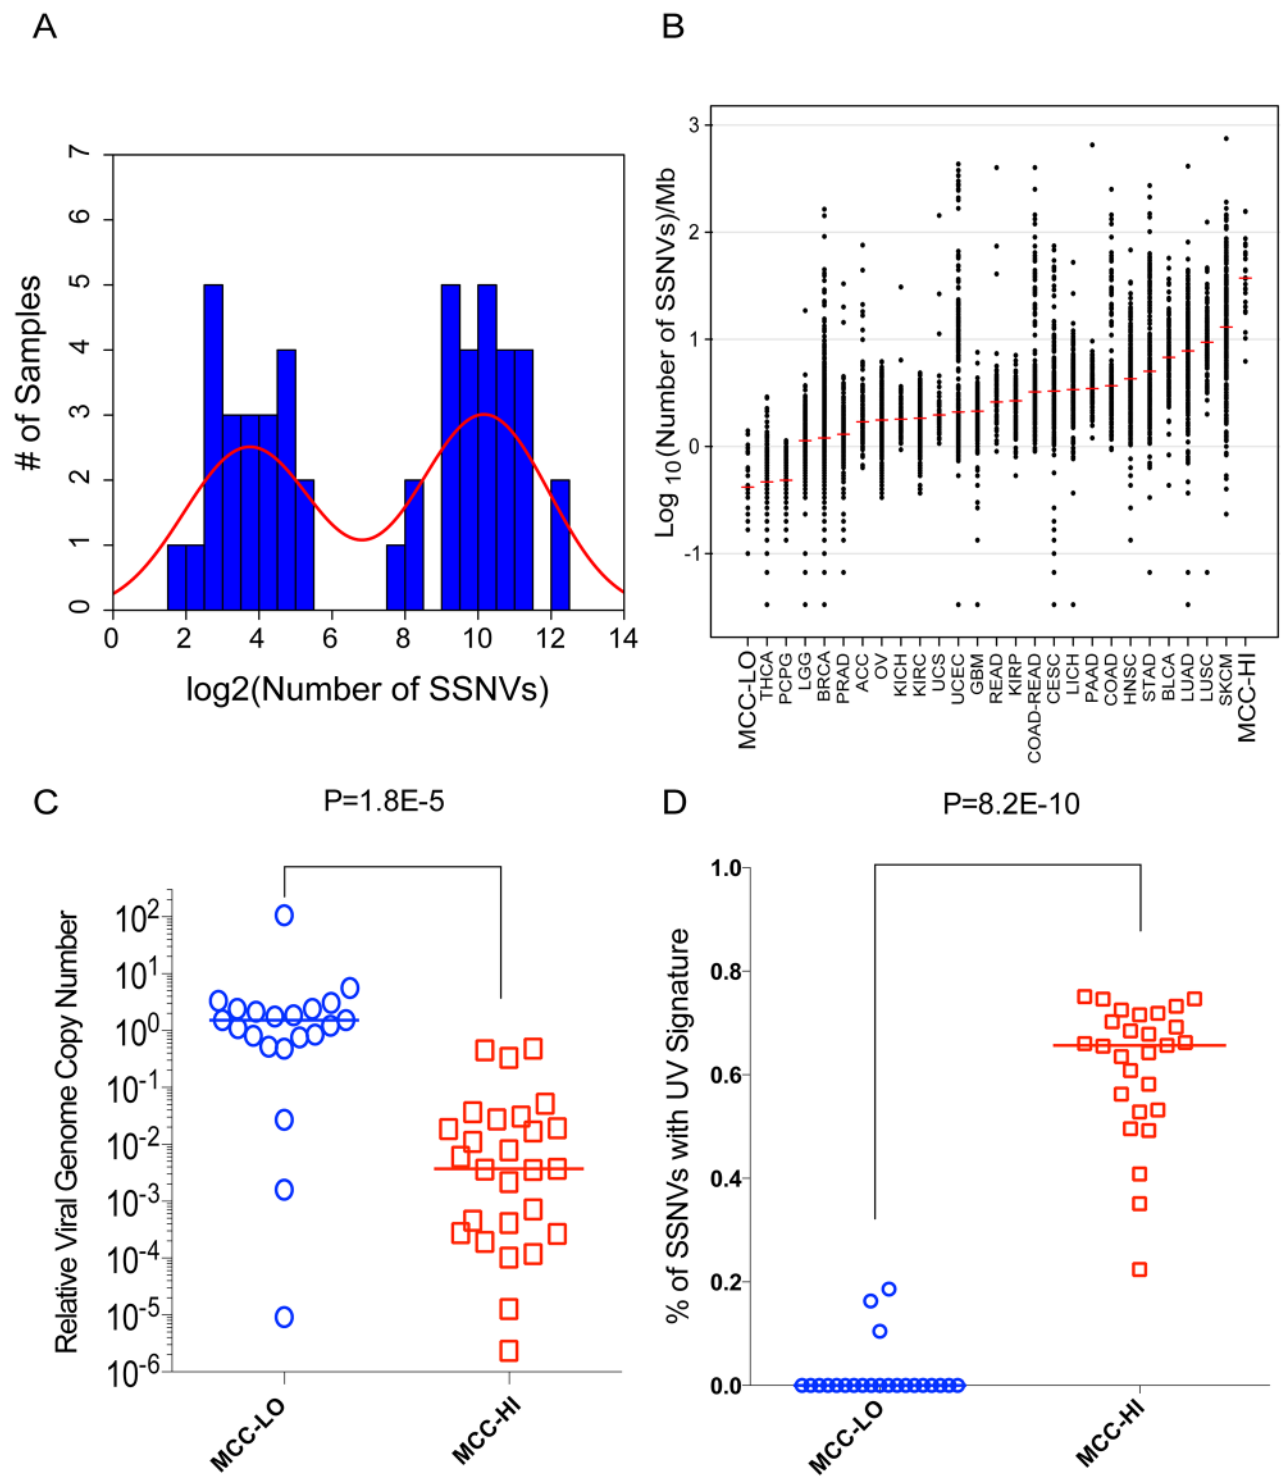 A
B
7
6
5
4
3
2
1
0
# of Samples
0 2 4 6 8 10 12 14
log2(Number of SSNVs)
3
2
1
0
-1
Log 10(Number of SSNVs)/Mb
MCC-LO
THCA
PCPG
LGG
BRCA
PRAD
ACC
OV
KICH
KIRC
UCS
UCEC
GBM
READ
KIRP
COAD-READ
CESC
LICH
PAAD
COAD
HNSC
STAD
BLCA
LUAD
LUSC
SKCM
MCC-HI
C
P=1.8E-5
Relative Viral Genome Copy Number
10^2
10^1
10^0
10^-1
10^-2
10^-3
10^-4
10^-5
10^-6
MCC-LO
MCC-HI
D
P=8.2E-10
% of SSNVs with UV Signature
1.0
0.8
0.6
0.4
0.2
0.0
MCC-LO
MCC-HI